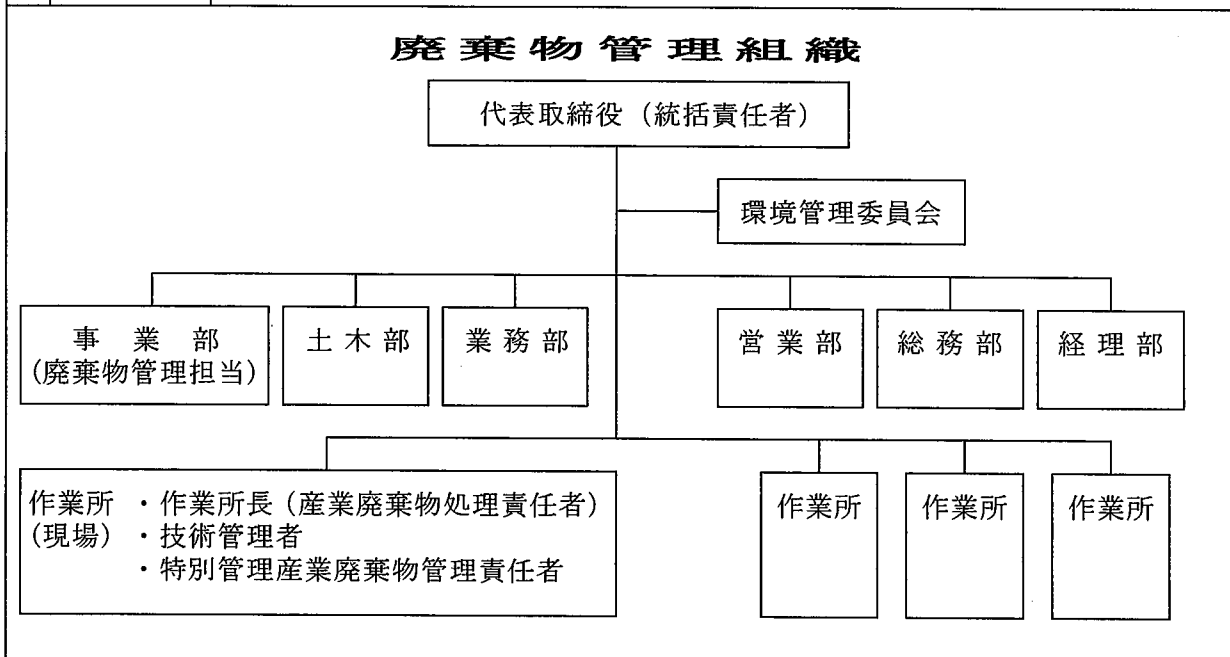 廃棄物管理組織
代表取締役（統括責任者）
環境管理委員会
事業部
(廃棄物管理担当)
土木部
業務部
営業部
総務部
経理部
作業所 ・作業所長（産業廃棄物処理責任者）
(現場) ・技術管理者
・特別管理産業廃棄物管理責任者
作業所
作業所
作業所